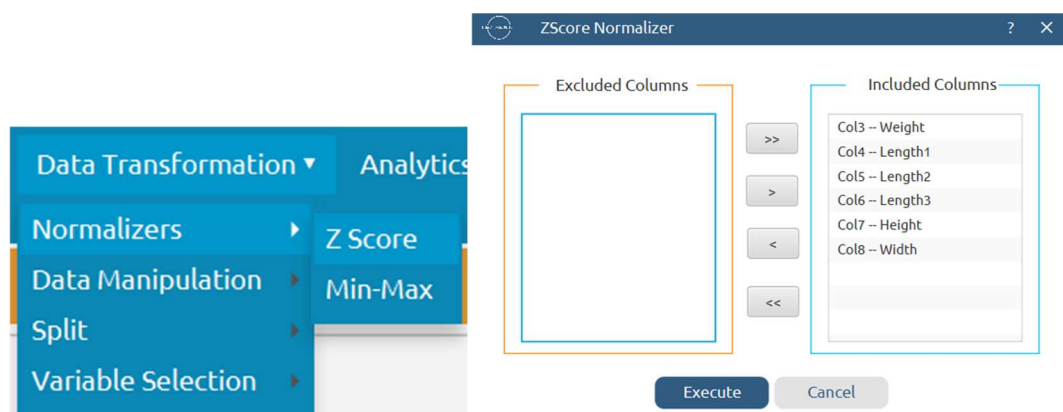 Data Transformation ▾ Analytics
Normalizers
Z Score
Data Manipulation
Min-Max
Split
Variable Selection
ZScore Normalizer ? X
Excluded Columns
Included Columns
>>
>
<
<<
Col3 -- Weight
Col4 -- Length1
Col5 -- Length2
Col6 -- Length3
Col7 -- Height
Col8 -- Width
Execute Cancel